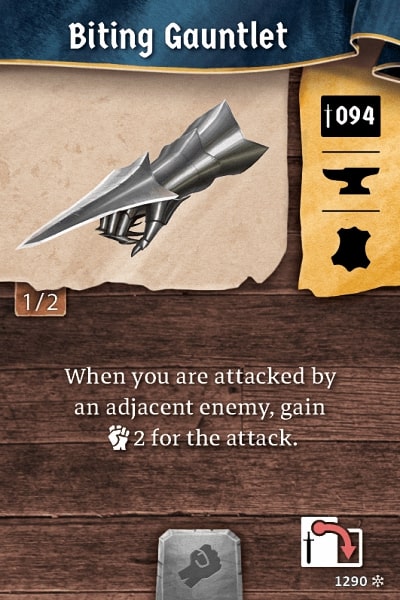 Biting Gauntlet
094
1/2
When you are attacked by
an adjacent enemy, gain
2 for the attack.
1290